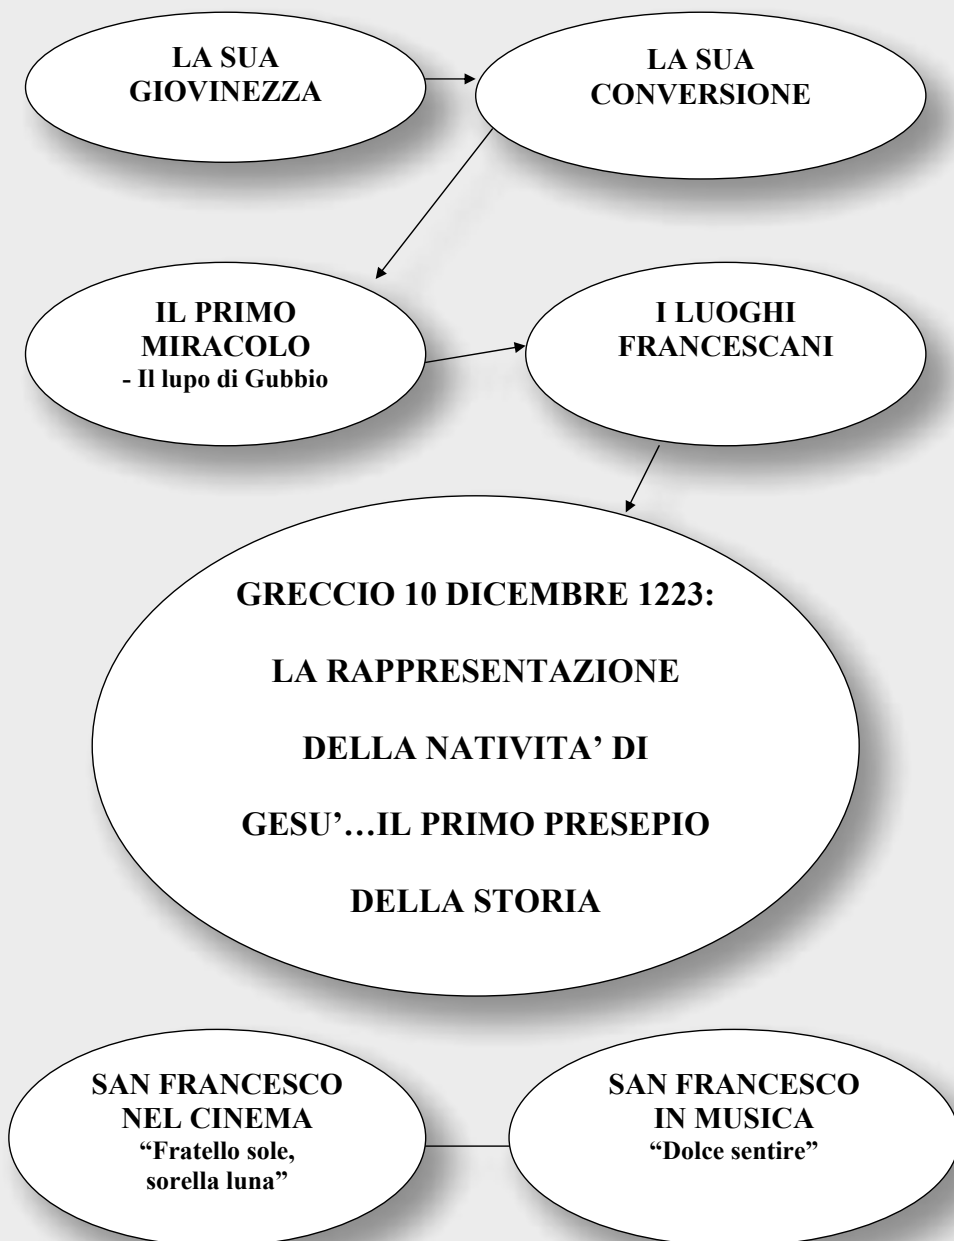 LA SUA
GIOVINEZZA
LA SUA
CONVERSIONE
IL PRIMO
MIRACOLO
- Il lupo di Gubbio
I LUOGHI
FRANCESCANI
GRECCIO 10 DICEMBRE 1223:
LA RAPPRESENTAZIONE
DELLA NATIVITA’ DI
GESU’…IL PRIMO PRESEPIO
DELLA STORIA
SAN FRANCESCO
NEL CINEMA
“Fratello sole,
sorella luna”
SAN FRANCESCO
IN MUSICA
“Dolce sentire”